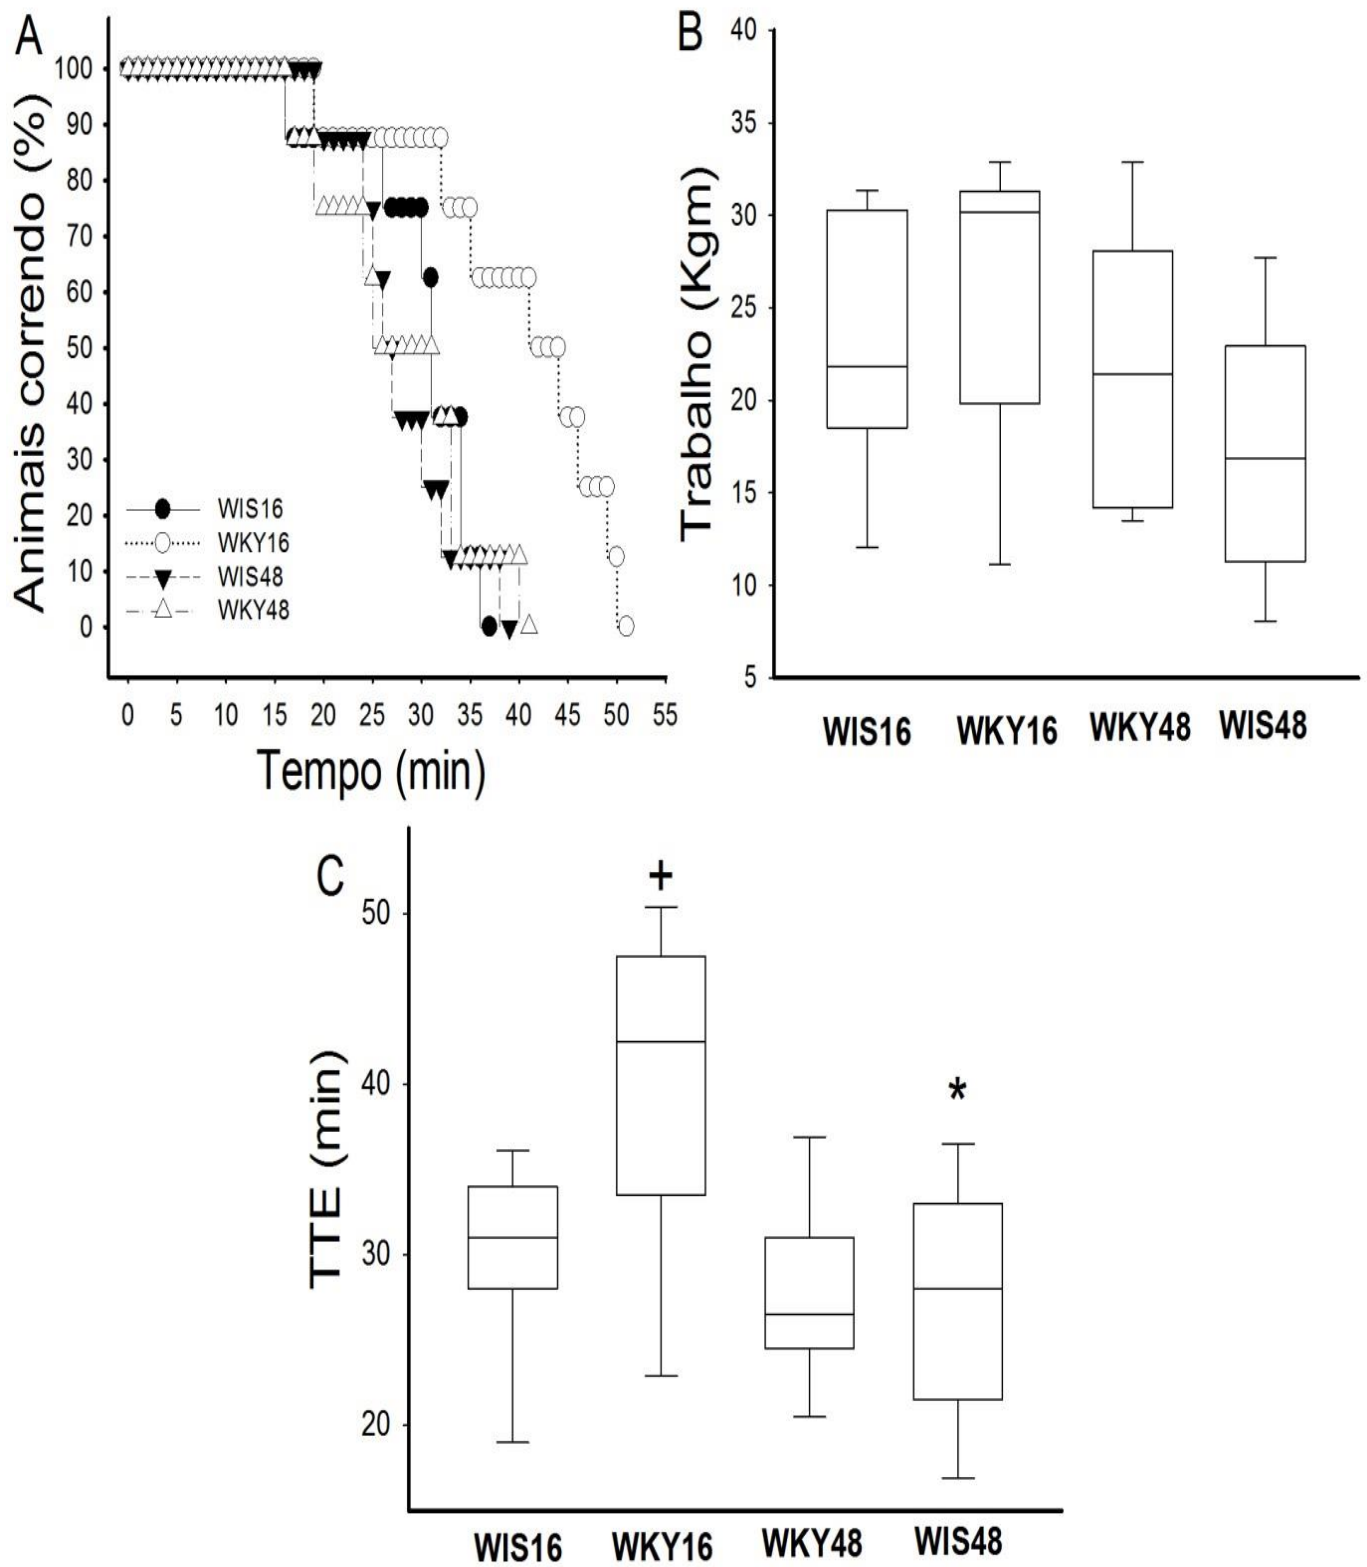 A
Animais correndo (%)
100
90
80
70
60
50
40
30
20
10
0
WIS16
WKY16
WIS48
WKY48
0 5 10 15 20 25 30 35 40 45 50 55
Tempo (min)
B
Trabalho (Kgm)
40
35
30
25
20
15
10
5
WIS16 WKY16 WKY48 WIS48
C
TTE (min)
50
40
30
20
+
*
WIS16 WKY16 WKY48 WIS48